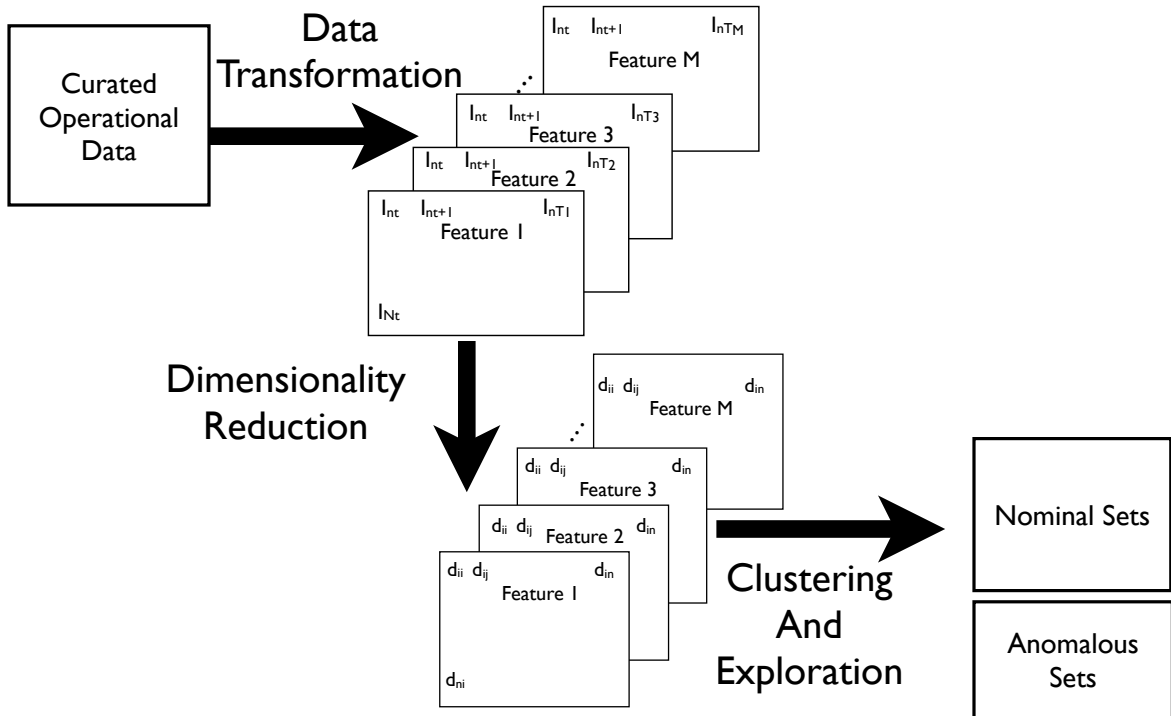 Curated
Operational
Data
Data
Transformation
I_nt I_nt+1 I_nT_M
Feature M
I_nt I_nt+1 I_nT3
Feature 3
I_nt I_nt+1 I_nT2
Feature 2
I_nt I_nt+1 I_nT1
Feature 1
I_Nt
Dimensionality
Reduction
d_ii d_ij d_in
Feature M
d_ii d_ij d_in
Feature 3
d_ii d_ij d_in
Feature 2
d_ii d_ij d_in
Feature 1
d_ni
Clustering
And
Exploration
Nominal Sets
Anomalous
Sets